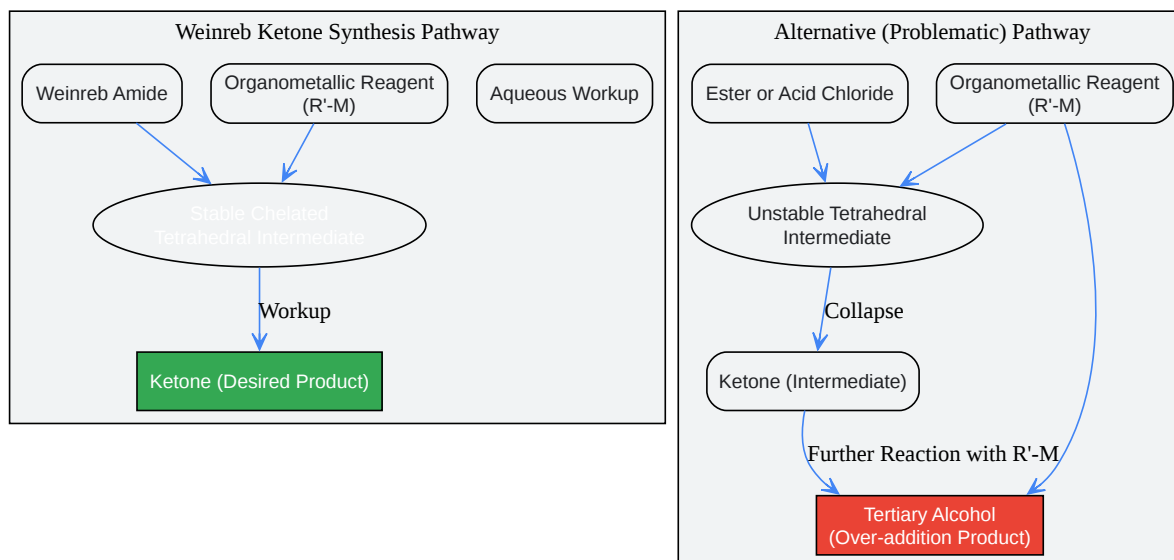 Weinreb Ketone Synthesis Pathway
Weinreb Amide
Organometallic Reagent
(R'-M)
Aqueous Workup
Stable Chelated
Tetrahedral Intermediate
Workup
Ketone (Desired Product)
Alternative (Problematic) Pathway
Ester or Acid Chloride
Organometallic Reagent
(R'-M)
Unstable Tetrahedral
Intermediate
Collapse
Ketone (Intermediate)
Further Reaction with R'-M
Tertiary Alcohol
(Over-addition Product)